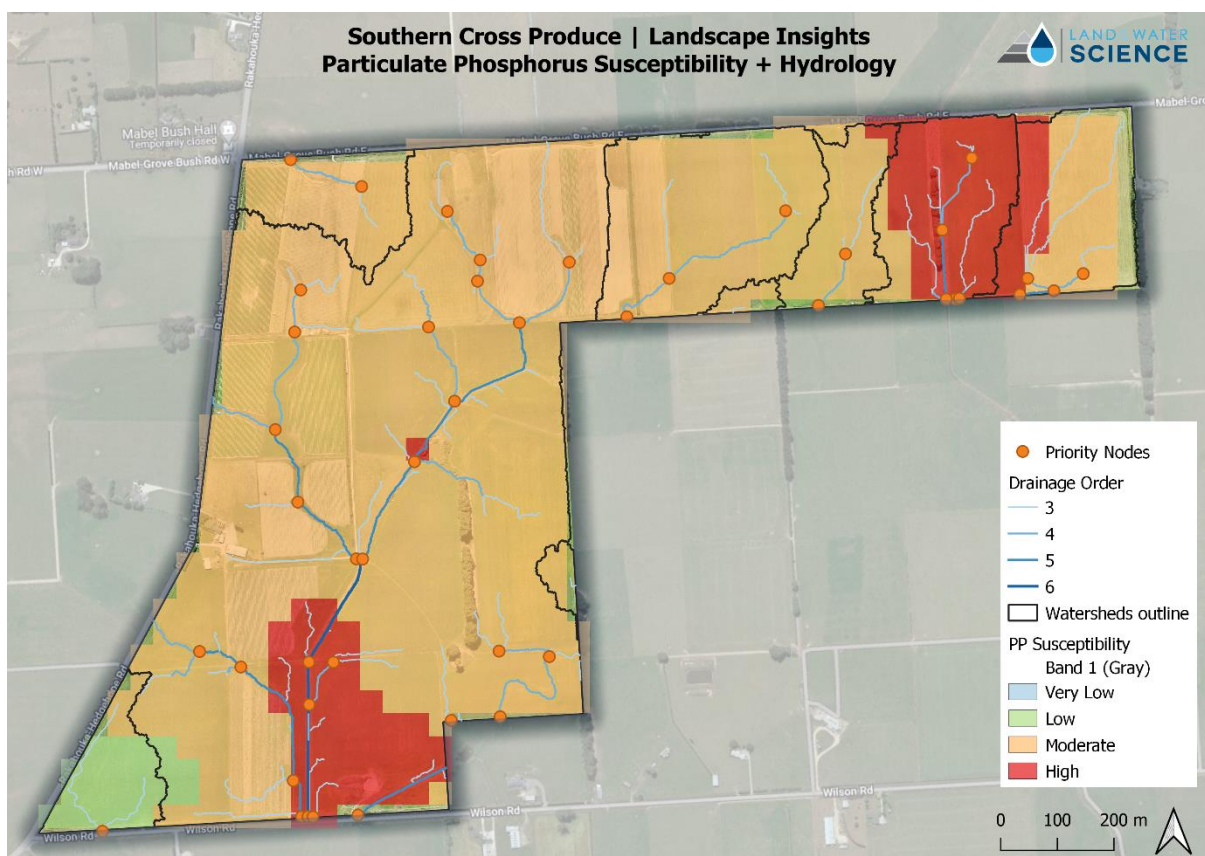 Southern Cross Produce | Landscape Insights
Particulate Phosphorus Susceptibility + Hydrology
LAND & WATER
SCIENCE
Mabel Bush Hall
Temporarily closed
Mabel-Grove Bush Rd W
h Rd W
Mabel Grove Bush Rd E
Mabel-Gro
Wilson Rd
Wilson Rd
Wilson Rd
Priority Nodes
Drainage Order
3
4
5
6
Watersheds outline
PP Susceptibility
Band 1 (Gray)
Very Low
Low
Moderate
High
0 100 200 m